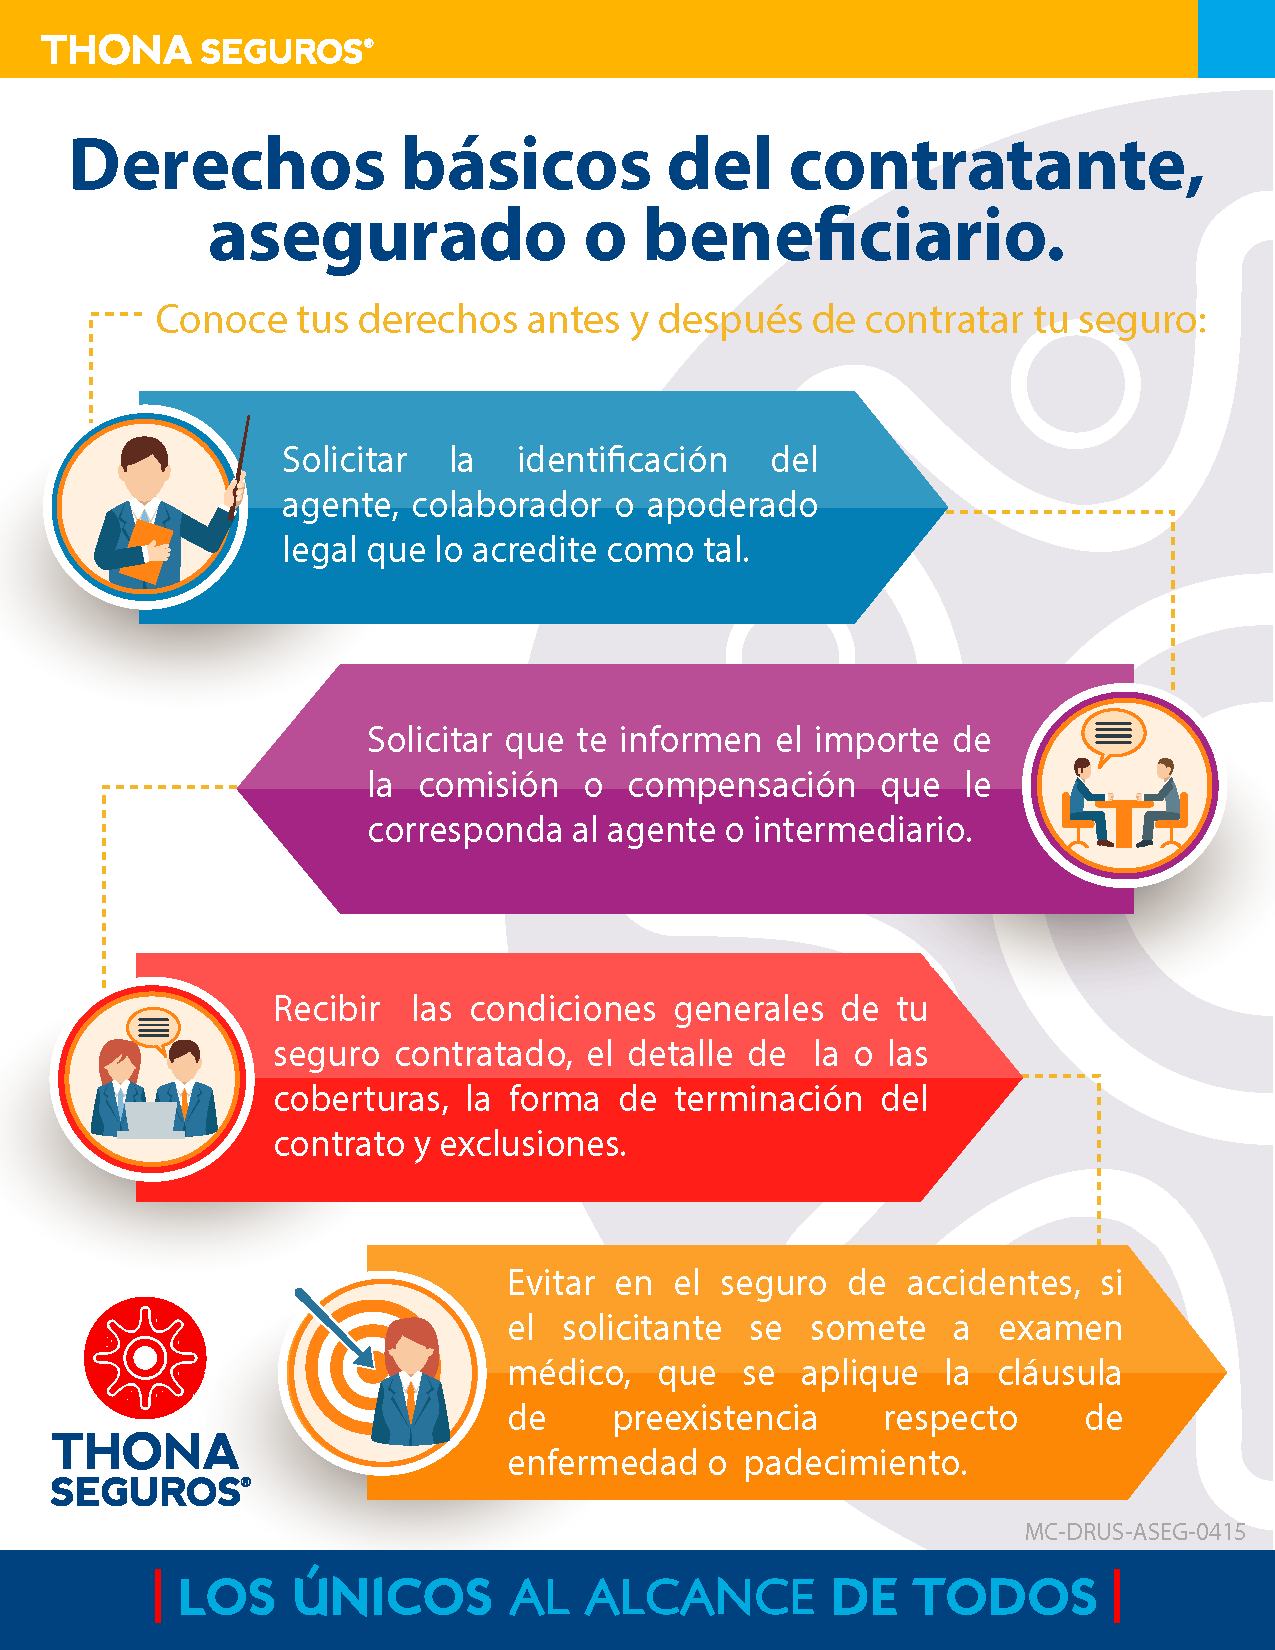 THONA SEGUROS®
Derechos básicos del contratante,
asegurado o beneficiario.
Conoce tus derechos antes y después de contratar tu seguro:
Solicitar la identificación del
agente, colaborador o apoderado
legal que lo acredite como tal.
Solicitar que te informen el importe de
la comisión o compensación que le
corresponda al agente o intermediario.
Recibir las condiciones generales de tu
seguro contratado, el detalle de la o las
coberturas, la forma de terminación del
contrato y exclusiones.
Evitar en el seguro de accidentes, si
el solicitante se somete a examen
médico, que se aplique la cláusula
de preexistencia respecto de
enfermedad o padecimiento.
THONA
SEGUROS®
MC-DRUS-ASEG-0415
LOS ÚNICOS AL ALCANCE DE TODOS